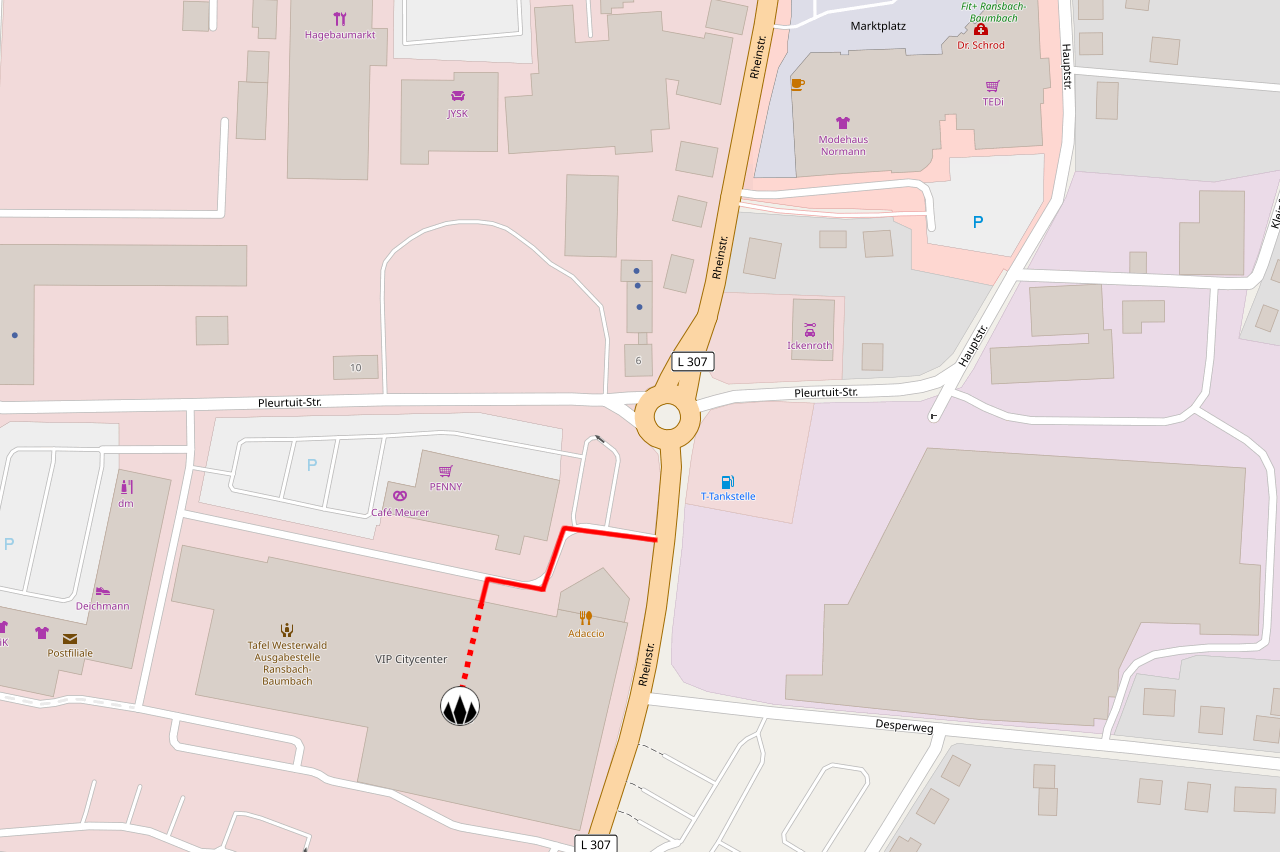 Fit+ Ransbach-
Baumbach
Marktplatz
Hagebaumarkt
Dr. Schrod
Rheinstr.
Hauptstr.
JYSK
TEDi
Modehaus
Normann
P
Rheinstr.
Ickenroth
Hauptstr.
6
L 307
10
Pleurtuit-Str.
Pleurtuit-Str.
P
PENNY
dm
Café Meurer
T-Tankstelle
P
Deichmann
Adaccio
Tafel Westerwald
Ausgabestelle
Ransbach-
Baumbach
iK
Postfiliale
VIP Citycenter
Rheinstr.
Desperweg
L 307